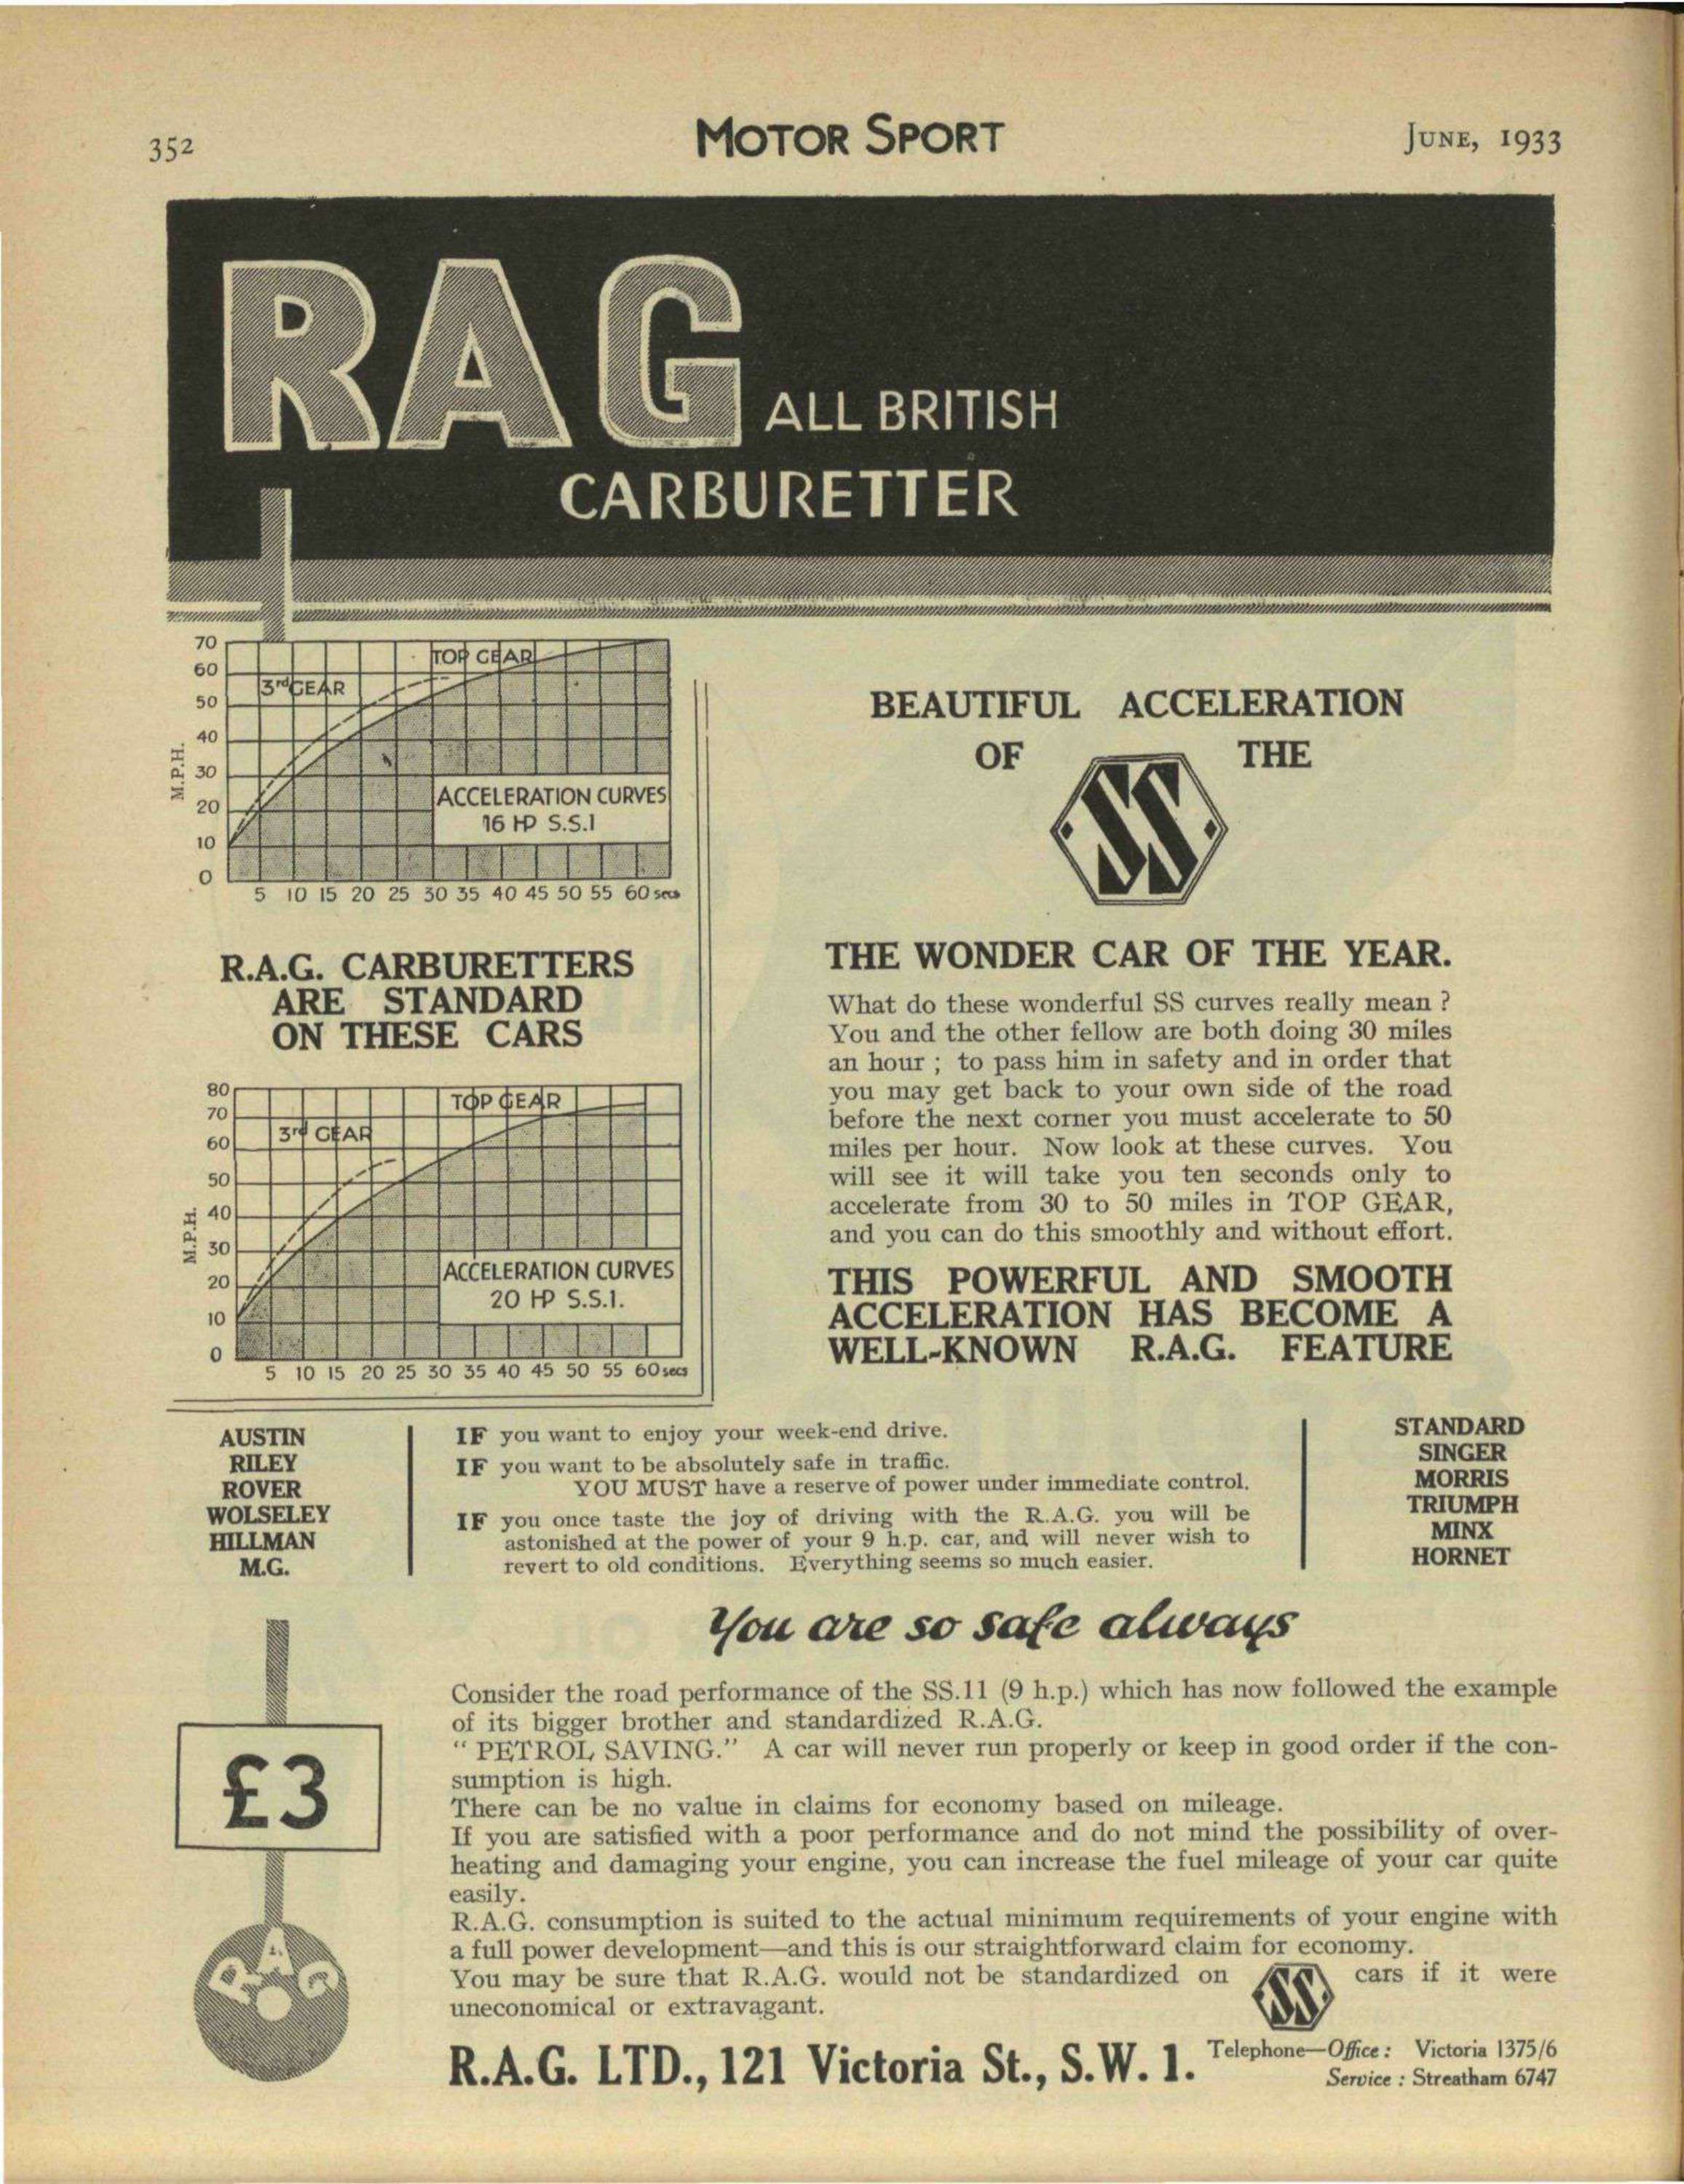 352
MOTOR SPORT
JUNE, 1933
RAG
ALL BRITISH
CARBURETTER
70
60
50
40
30
20
10
0
M.P.H.
TOP GEAR
3rd GEAR
ACCELERATION CURVES
16 HP S.S.1
5 10 15 20 25 30 35 40 45 50 55 60 secs
R.A.G. CARBURETTERS
ARE STANDARD
ON THESE CARS
80
70
60
50
40
30
20
10
0
M.P.H.
TOP GEAR
3rd GEAR
ACCELERATION CURVES
20 HP S.S.1.
5 10 15 20 25 30 35 40 45 50 55 60 secs
BEAUTIFUL ACCELERATION
OF SS THE
THE WONDER CAR OF THE YEAR.
What do these wonderful SS curves really mean ?
You and the other fellow are both doing 30 miles
an hour ; to pass him in safety and in order that
you may get back to your own side of the road
before the next corner you must accelerate to 50
miles per hour. Now look at these curves. You
will see it will take you ten seconds only to
accelerate from 30 to 50 miles in TOP GEAR,
and you can do this smoothly and without effort.
THIS POWERFUL AND SMOOTH
ACCELERATION HAS BECOME A
WELL-KNOWN R.A.G. FEATURE
AUSTIN
RILEY
ROVER
WOLSELEY
HILLMAN
M.G.
IF you want to enjoy your week-end drive.
IF you want to be absolutely safe in traffic.
YOU MUST have a reserve of power under immediate control.
IF you once taste the joy of driving with the R.A.G. you will be
astonished at the power of your 9 h.p. car, and will never wish to
revert to old conditions. Everything seems so much easier.
STANDARD
SINGER
MORRIS
TRIUMPH
MINX
HORNET
You are so safe always
Consider the road performance of the SS.11 (9 h.p.) which has now followed the example
of its bigger brother and standardized R.A.G.
“ PETROL SAVING.” A car will never run properly or keep in good order if the con-
sumption is high.
There can be no value in claims for economy based on mileage.
If you are satisfied with a poor performance and do not mind the possibility of over-
heating and damaging your engine, you can increase the fuel mileage of your car quite
easily.
R.A.G. consumption is suited to the actual minimum requirements of your engine with
a full power development—and this is our straightforward claim for economy.
You may be sure that R.A.G. would not be standardized on SS cars if it were
uneconomical or extravagant.
£3
R.A.G
R.A.G. LTD., 121 Victoria St., S.W. 1.
Telephone—Office : Victoria 1375/6
Service : Streatham 6747